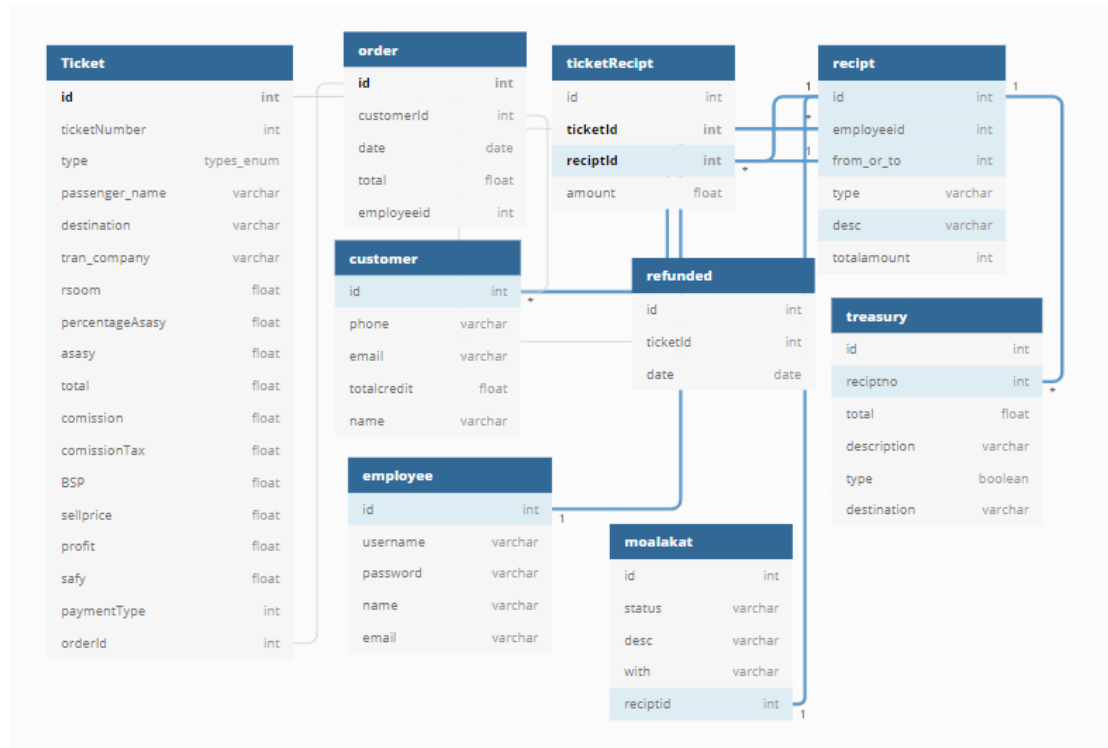 Ticket
id int
ticketNumber int
type types_enum
passenger_name varchar
destination varchar
tran_company varchar
rsoom float
percentageAsasy float
asasy float
total float
comission float
comissionTax float
BSP float
sellprice float
profit float
safy float
paymentType int
orderId int
order
id int
customerId int
date date
total float
employeeid int
customer
id int
*
phone varchar
email varchar
totalcredit float
name varchar
employee
id int
1
username varchar
password varchar
name varchar
email varchar
ticketRecipt
id int
ticketId int
reciptId int
*
amount float
refunded
id int
ticketId int
date date
moalakat
id int
status varchar
desc varchar
with varchar
reciptid int
1
recipt
1 id int 1
* employeeid int
1 from_or_to int
type varchar
desc varchar
totalamount int
treasury
id int
reciptno int
*
total float
description varchar
type boolean
destination varchar